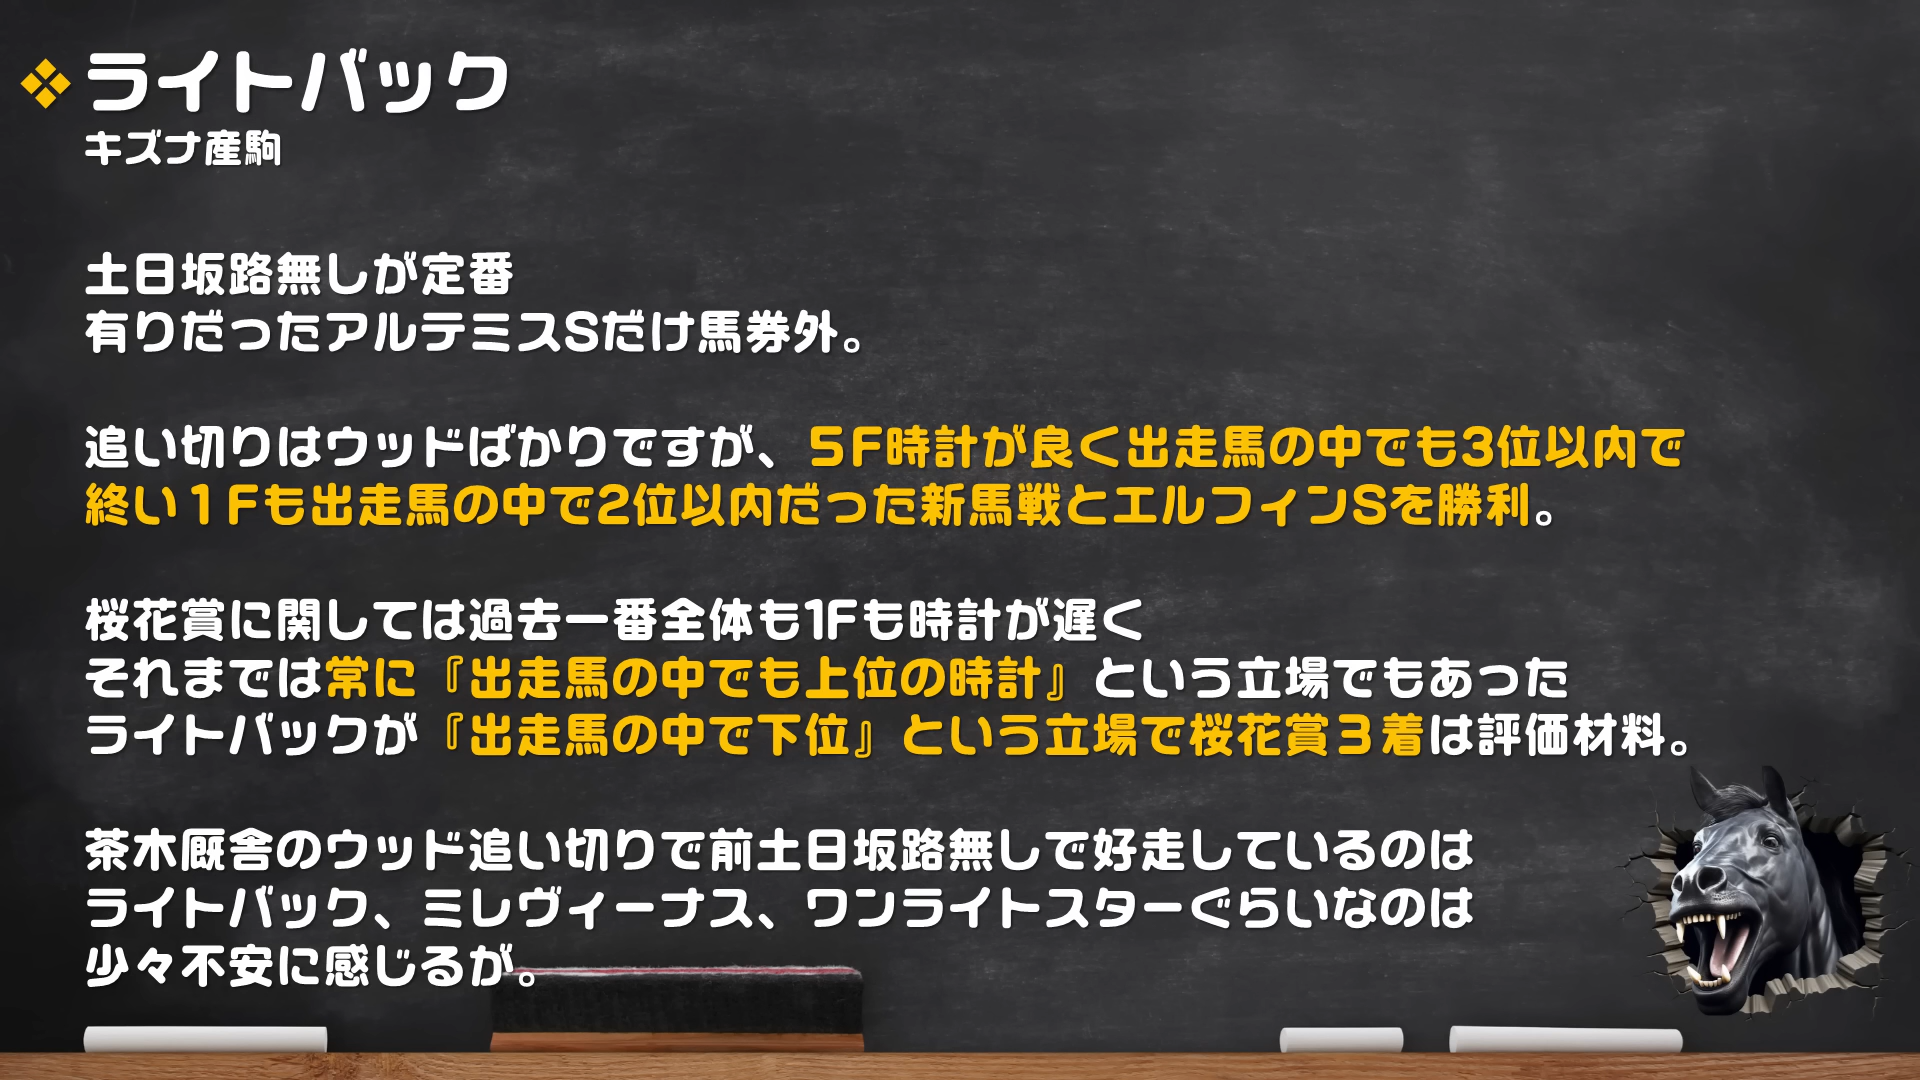 ライトバック
キズナ産駒
土日坂路無しが定番
有りだったアルテミスSだけ馬券外。
追い切りはウッドばかりですが、５F時計が良く出走馬の中でも3位以内で
終い１Fも出走馬の中で2位以内だった新馬戦とエルフィンSを勝利。
桜花賞に関しては過去一番全体も1Fも時計が遅く
それまでは常に『出走馬の中でも上位の時計』という立場でもあった
ライトバックが『出走馬の中で下位』という立場で桜花賞３着は評価材料。
茶木厩舎のウッド追い切りで前土日坂路無しで好走しているのは
ライトバック、ミレヴィーナス、ワンライトスターぐらいなのは
少々不安に感じるが。